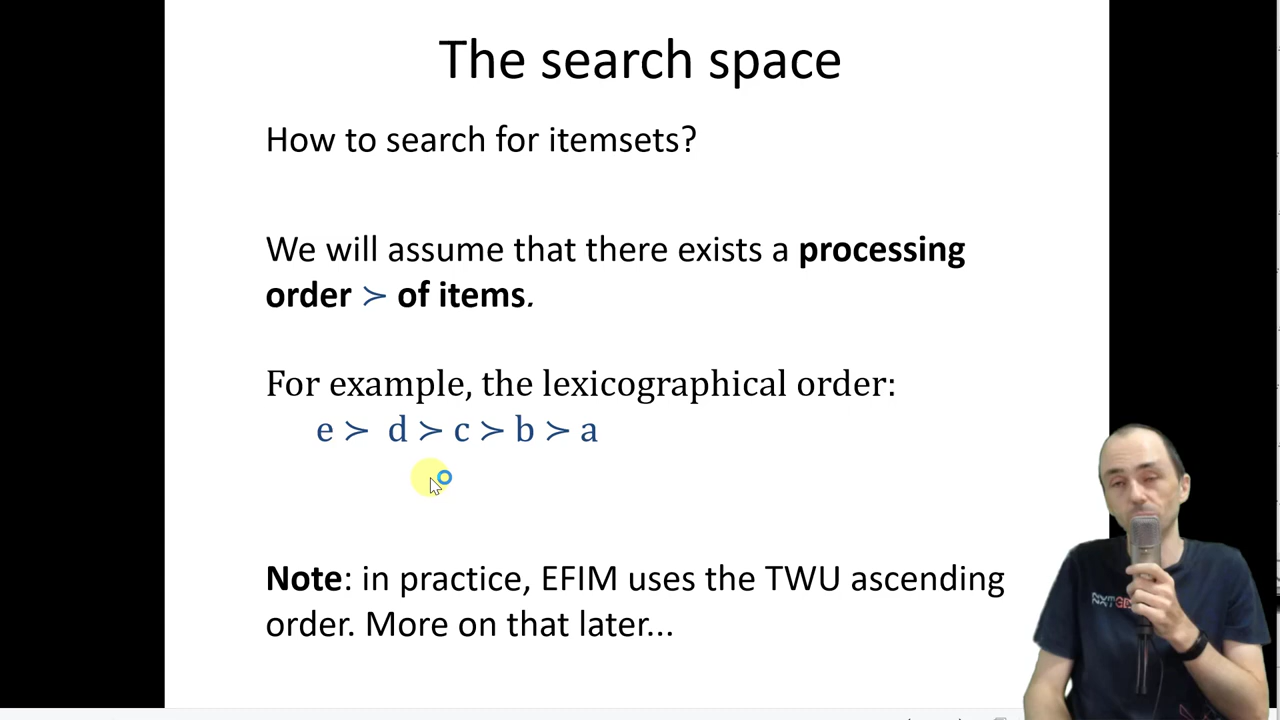 The search space
How to search for itemsets?
We will assume that there exists a processing
order ≻ of items.
For example, the lexicographical order:
e ≻ d ≻ c ≻ b ≻ a
Note: in practice, EFIM uses the TWU ascending
order. More on that later...